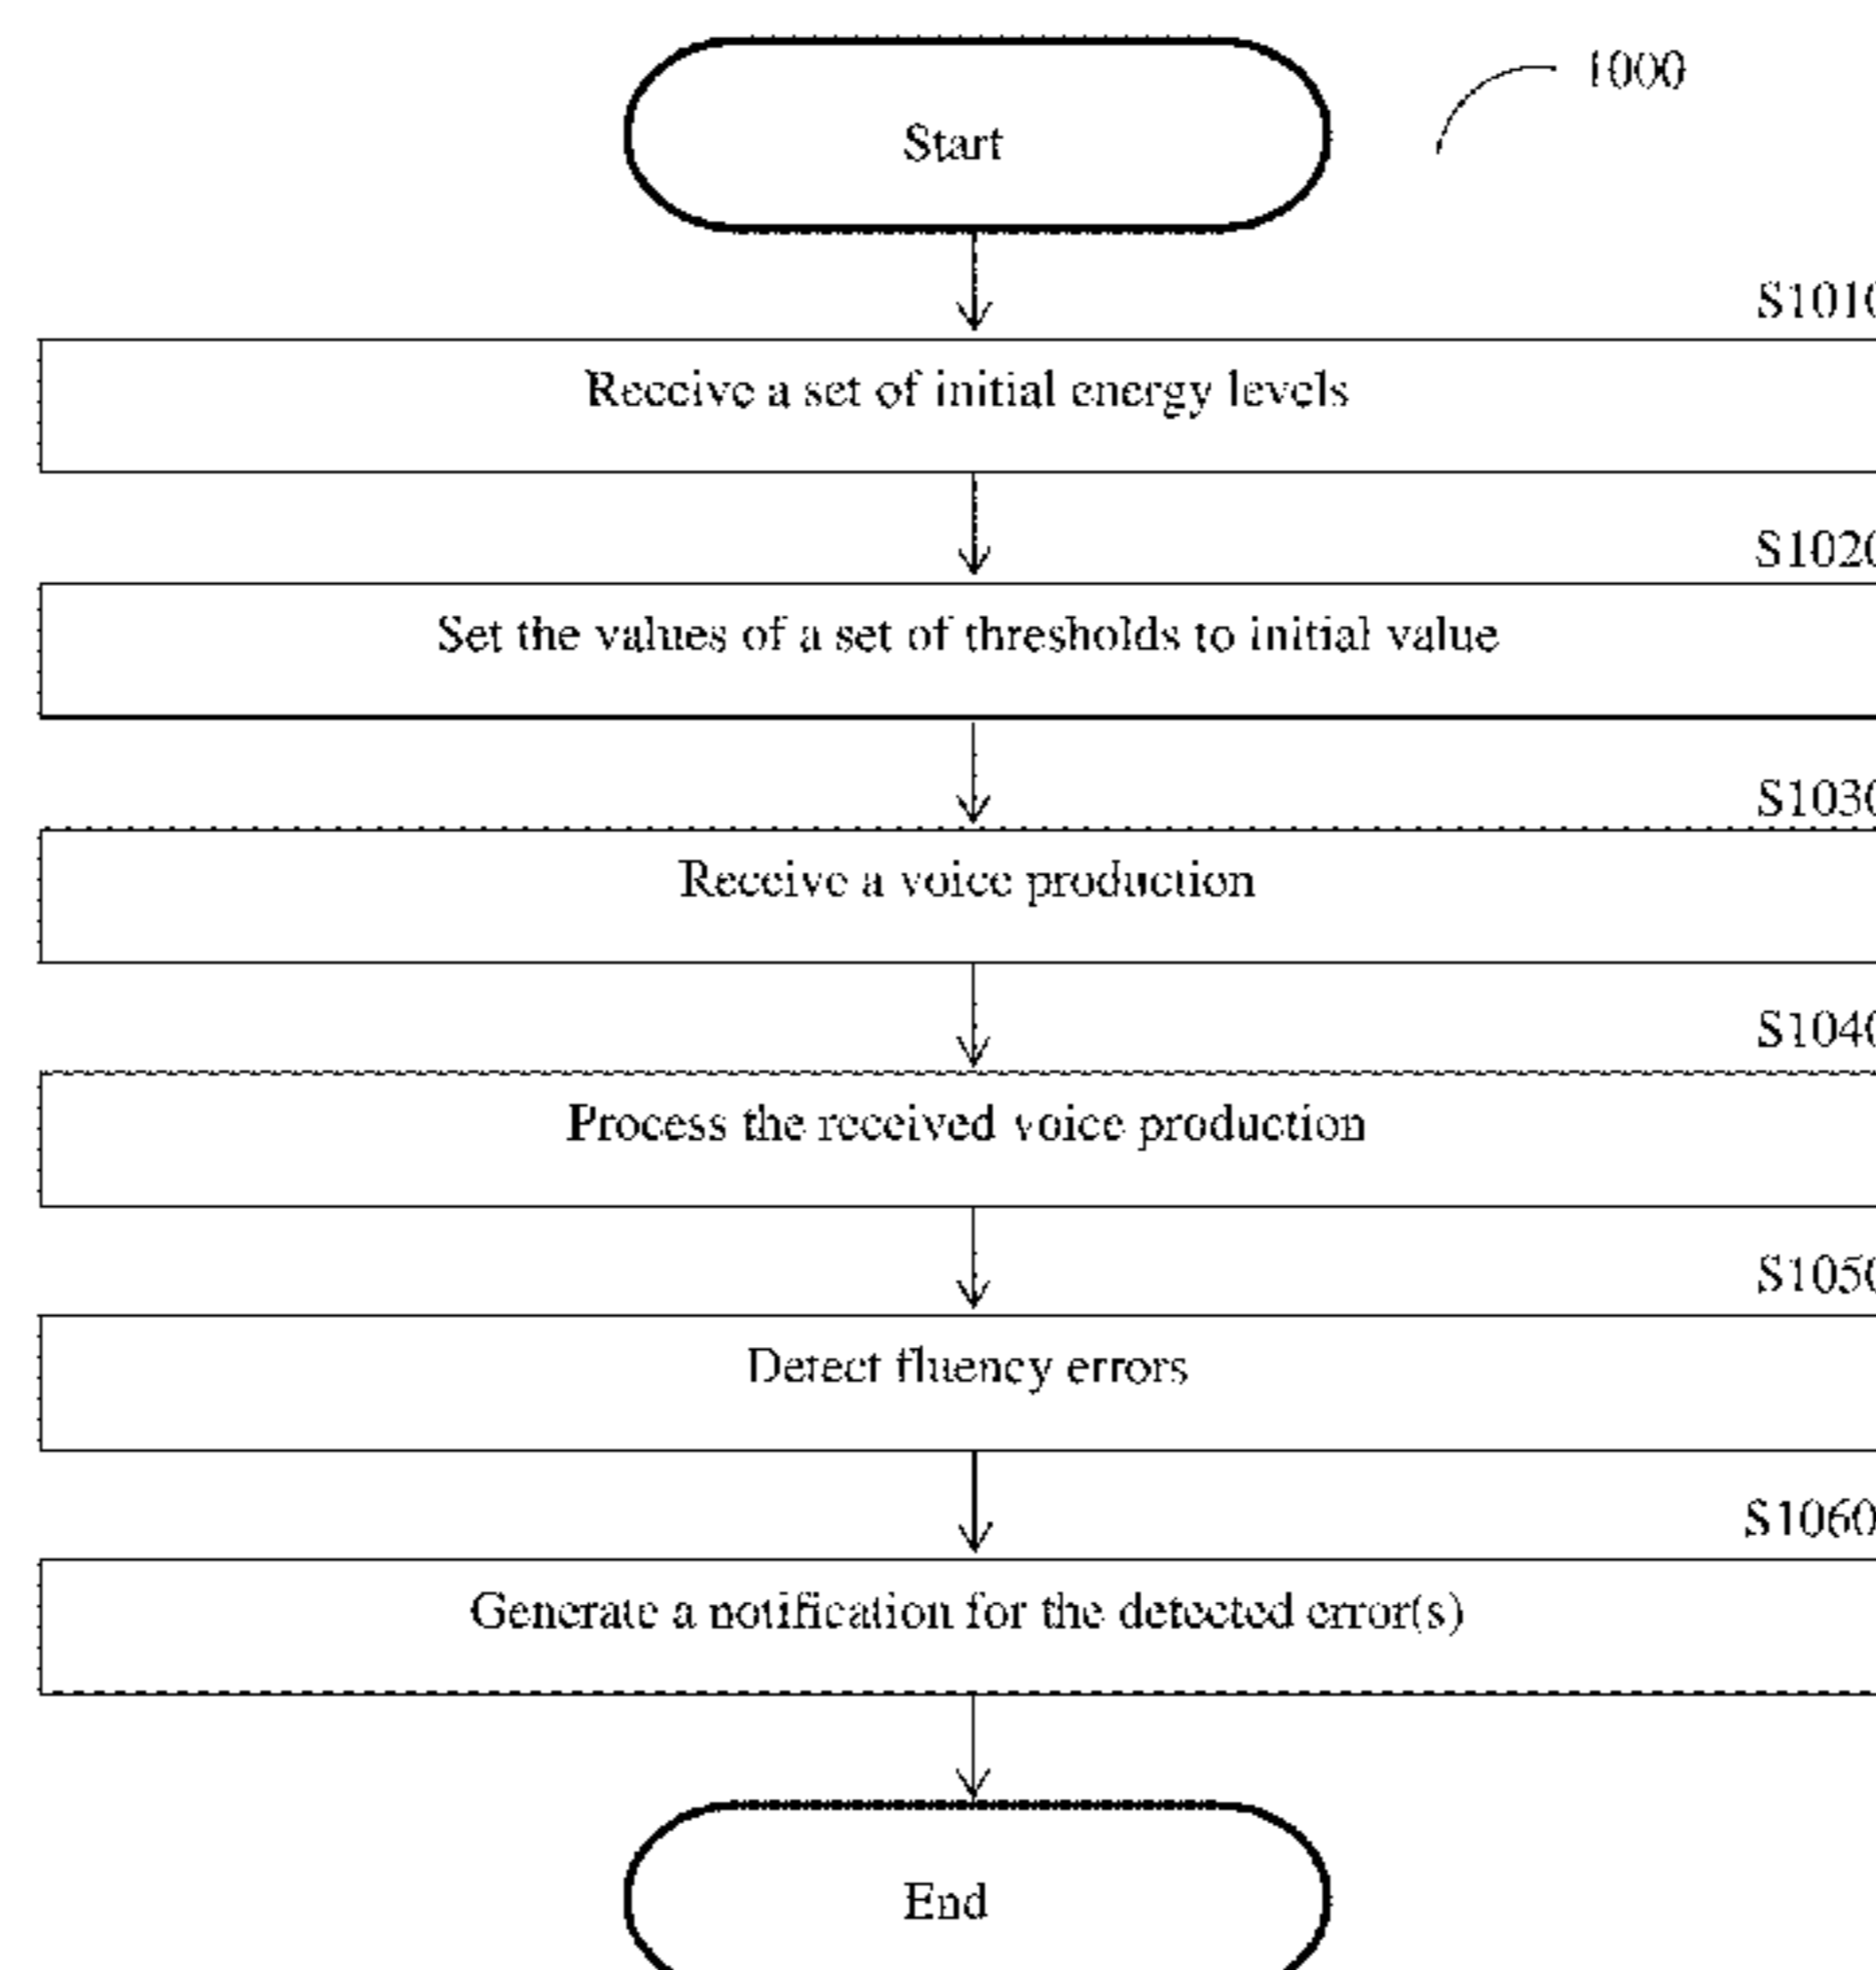 Start
1000
S1010
Receive a set of initial energy levels
S1020
Set the values of a set of thresholds to initial value
S1030
Receive a voice production
S1040
Process the received voice production
S1050
Detect fluency errors
S1060
Generate a notification for the detected error(s)
End